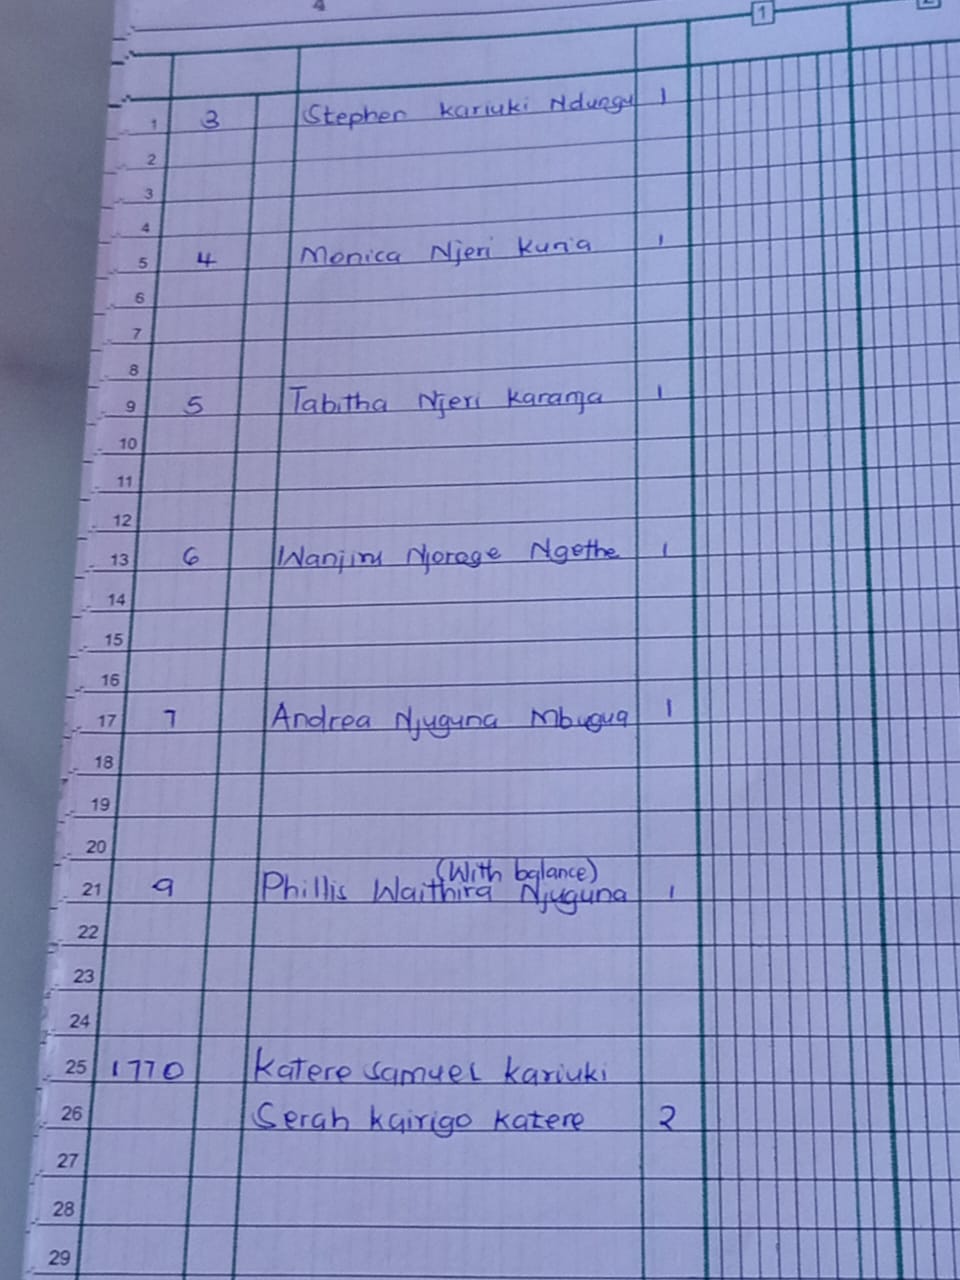 4
1
1 3 Stephen Kariuki Ndungu 1
2
3
4
5 4 Monica Njeri Kuria 1
6
7
8
9 5 Tabitha Njeri Karanja 1
10
11
12
13 6 Wanjiru Njoroge Ngethe 1
14
15
16
17 7 Andrea Njuguna Mbugua 1
18
19
20
(With balance)
21 9 Phillis Waithira Njuguna 1
22
23
24
25 1770 Katere Samuel Kariuki
26 Serah Kairigo Katere 2
27
28
29